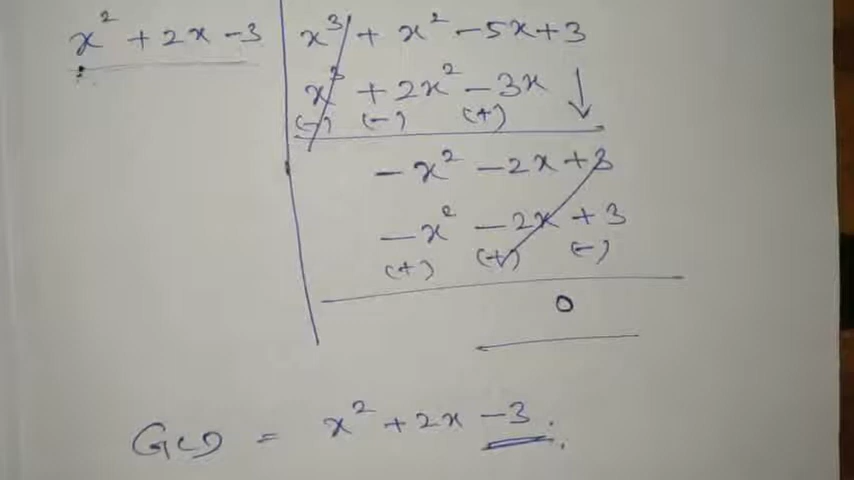 x² + 2x - 3 | x³ + x² - 5x + 3
x³ + 2x² - 3x ↓
(-) (-) (+)
- x² - 2x + 3
- x² - 2x + 3
(+) (+) (-)
0
GCD = x² + 2x - 3.